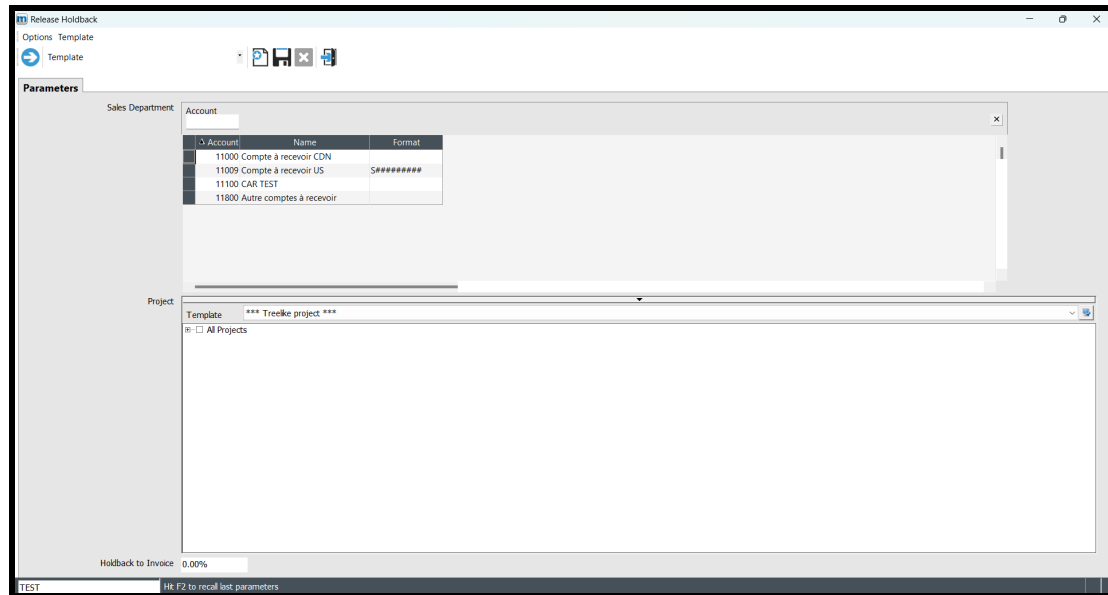 Release Holdback
Options Template
Template
Parameters
Sales Department
Account
Account Name Format
11000 Compte à recevoir CDN
11009 Compte à recevoir US S#########
11100 CAR TEST
11800 Autre comptes à recevoir
Project
Template *** Treelike project ***
All Projects
Holdback to Invoice 0.00%
TEST Hit F2 to recall last parameters